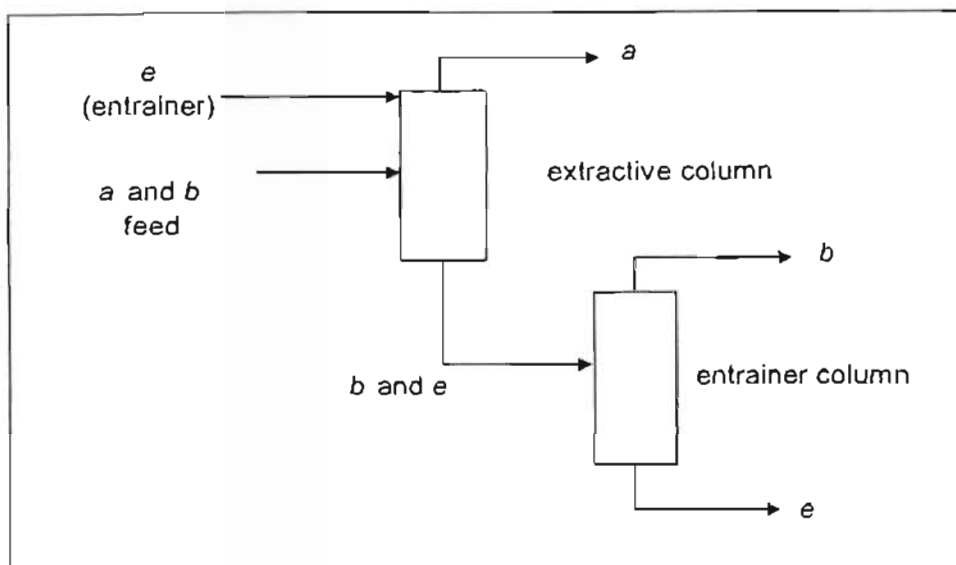 a
e
(entrainer)
extractive column
a and b
feed
b
b and e
entrainer column
e